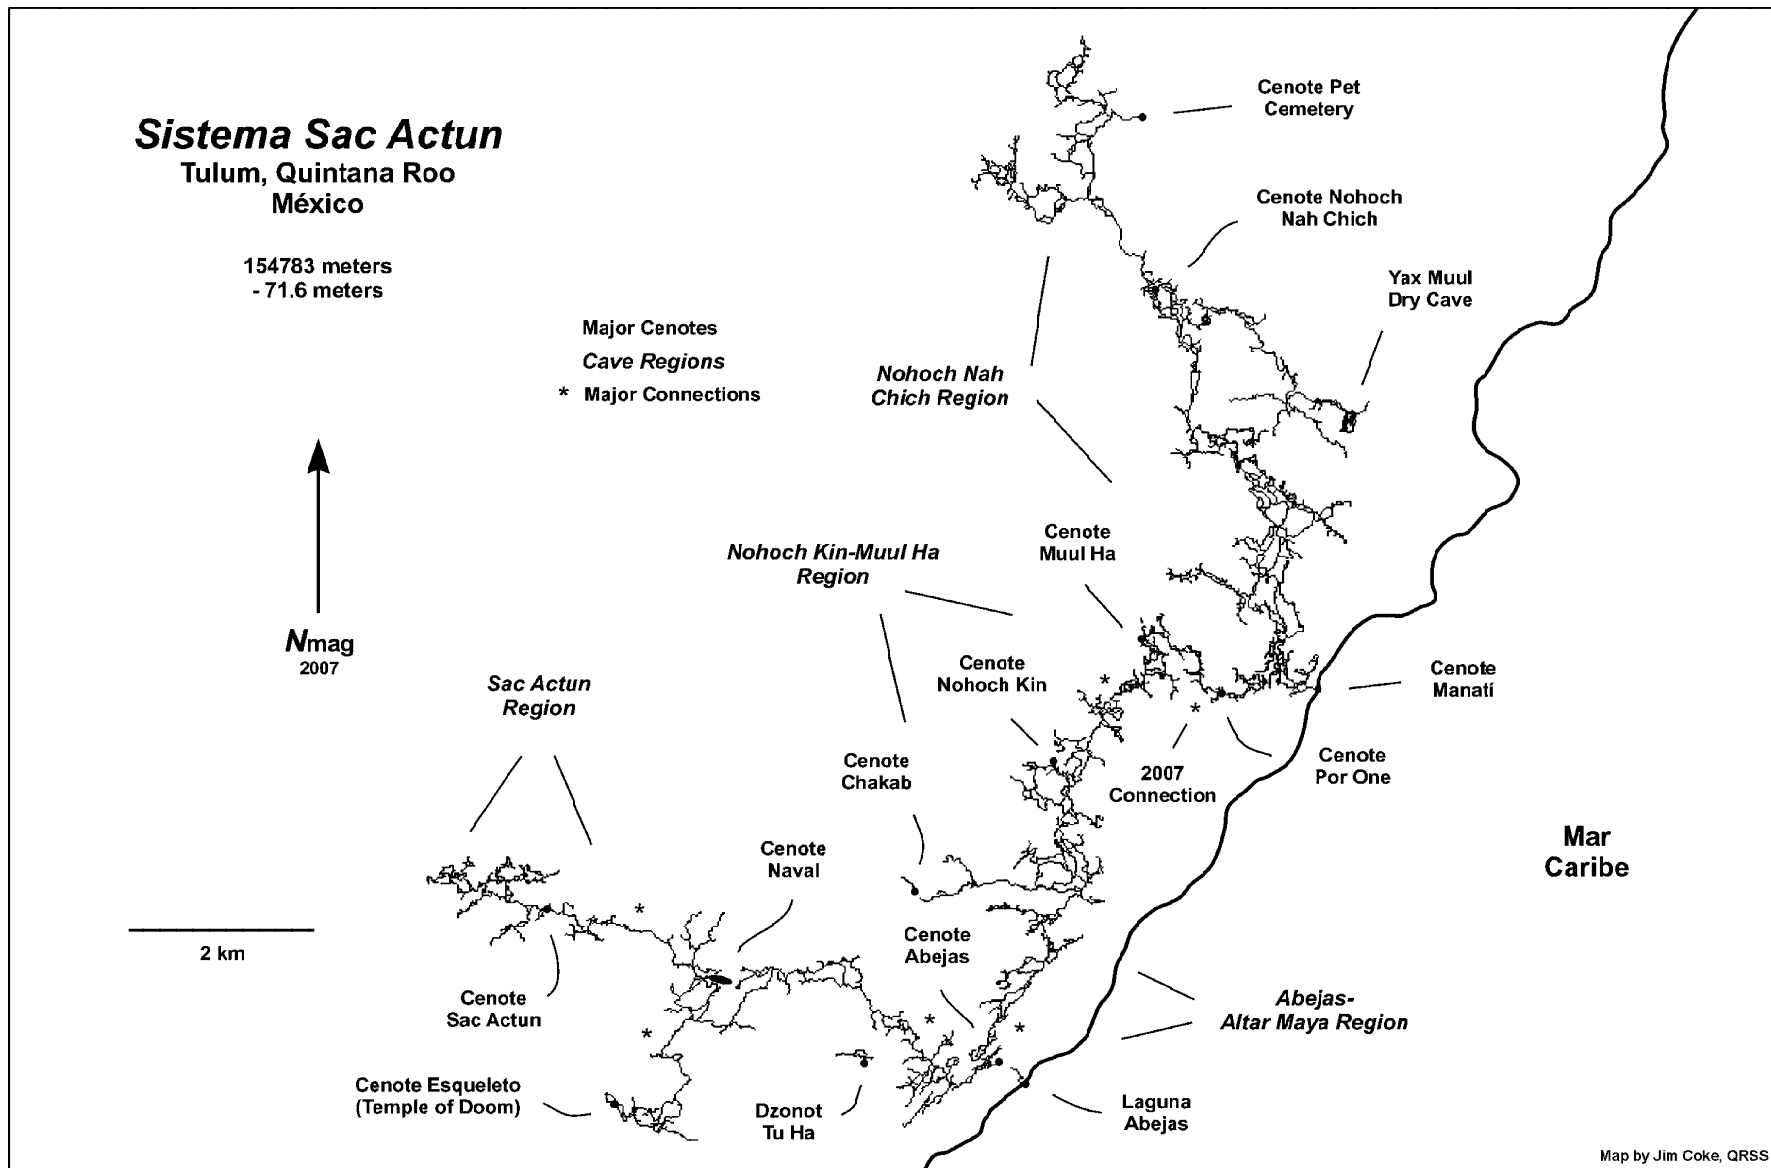 Sistema Sac Actun
Tulum, Quintana Roo
México
154783 meters
- 71.6 meters
Major Cenotes
Cave Regions
* Major Connections
Nmag
2007
Cenote Pet
Cemetery
Cenote Nohoch
Nah Chich
Yax Muul
Dry Cave
Nohoch Nah
Chich Region
Cenote
Muul Ha
Nohoch Kin-Muul Ha
Region
Cenote
Nohoch Kin
*
Cenote
Manatí
*
Sac Actun
Region
Cenote
Chakab
2007
Connection
Cenote
Por One
Mar
Caribe
Cenote
Naval
*
2 km
Cenote
Abejas
Cenote
Sac Actun
*
*
*
Abejas-
Altar Maya Region
Cenote Esqueleto
(Temple of Doom)
Dzonot
Tu Ha
Laguna
Abejas
Map by Jim Coke, QRSS